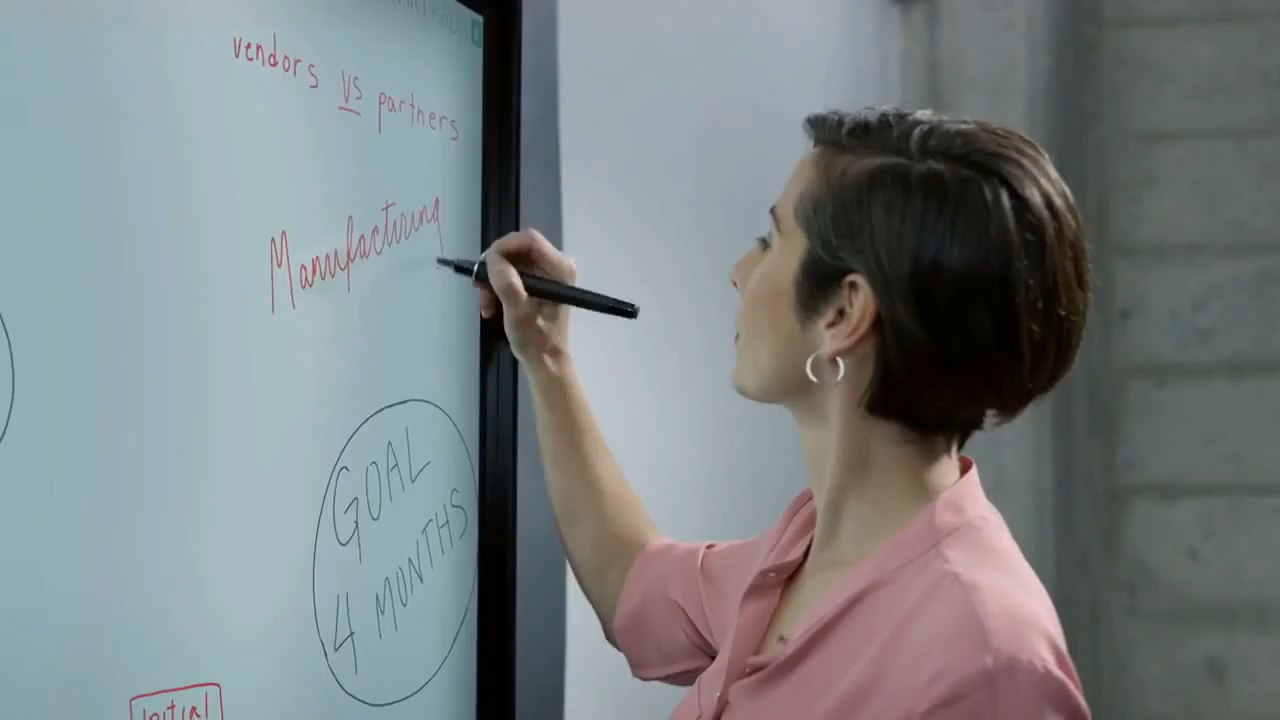 vendors vs partners
Manufacturing
GOAL
4 MONTHS
Initial